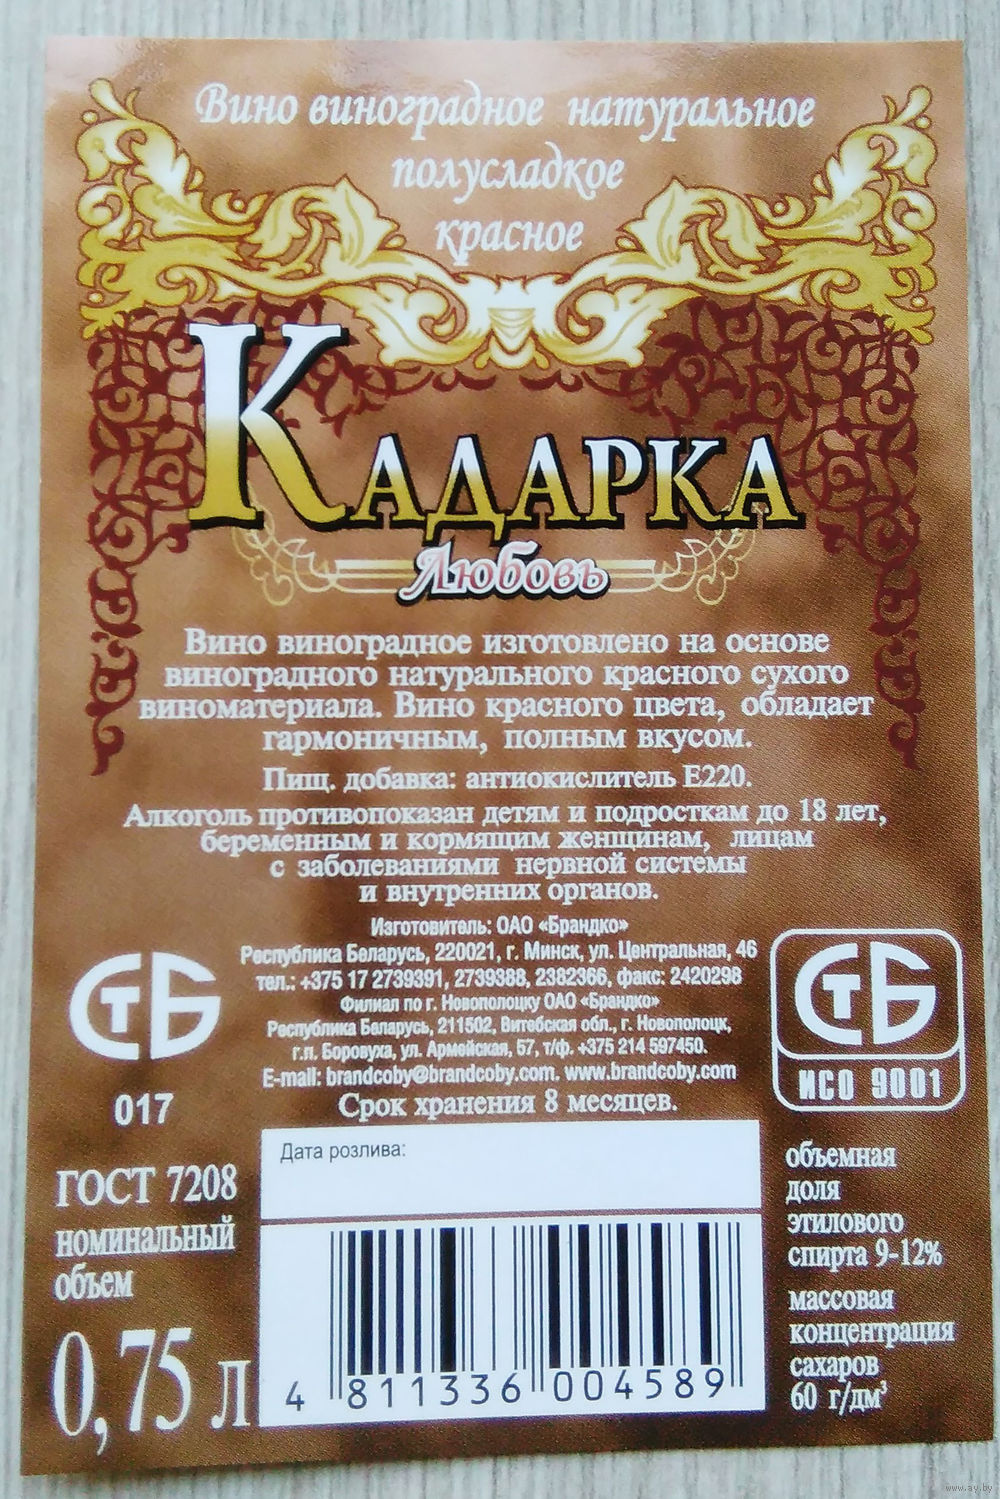 Вино виноградное натуральное
полусладкое
красное
КАДАРКА
Любовь
Вино виноградное изготовлено на основе
виноградного натурального красного сухого
виноматериала. Вино красного цвета, обладает
гармоничным, полным вкусом.
Пищ. добавка: антиокислитель Е220.
Алкоголь противопоказан детям и подросткам до 18 лет,
беременным и кормящим женщинам, лицам
с заболеваниями нервной системы
и внутренних органов.
Изготовитель: ОАО «Брандко»
Республика Беларусь, 220021, г. Минск, ул. Центральная, 46
тел.: +375 17 2739391, 2739388, 2382366, факс: 2420298
Филиал по г. Новополоцку ОАО «Брандко»
Республика Беларусь, 211502, Витебская обл., г. Новополоцк,
г.п. Боровуха, ул. Армейская, 57, т/ф. +375 214 597450.
E-mail: brandcoby@brandcoby.com. www.brandcoby.com
Срок хранения 8 месяцев.
СТБ
017
ГОСТ 7208
номинальный
объем
0,75 л
Дата розлива:
4 811336 004589
СТБ
ИСО 9001
объемная
доля
этилового
спирта 9-12%
массовая
концентрация
сахаров
60 г/дм³
www.ay.by